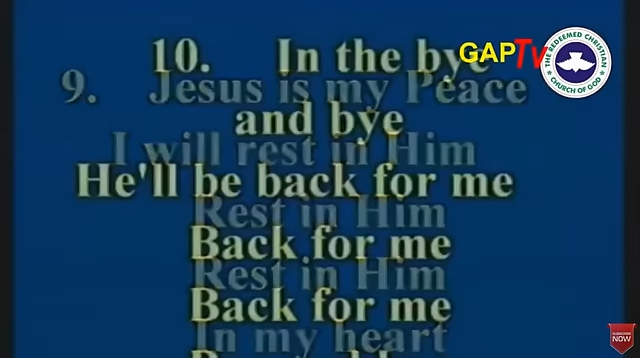 GAPTv
THE REDEEMED CHRISTIAN
CHURCH OF GOD
10. In the bye
and bye
He'll be back for me
Back for me
Back for me
9. Jesus is my Peace
I will rest in Him
Rest in Him
Rest in Him
In my heart
SUBSCRIBE
NOW